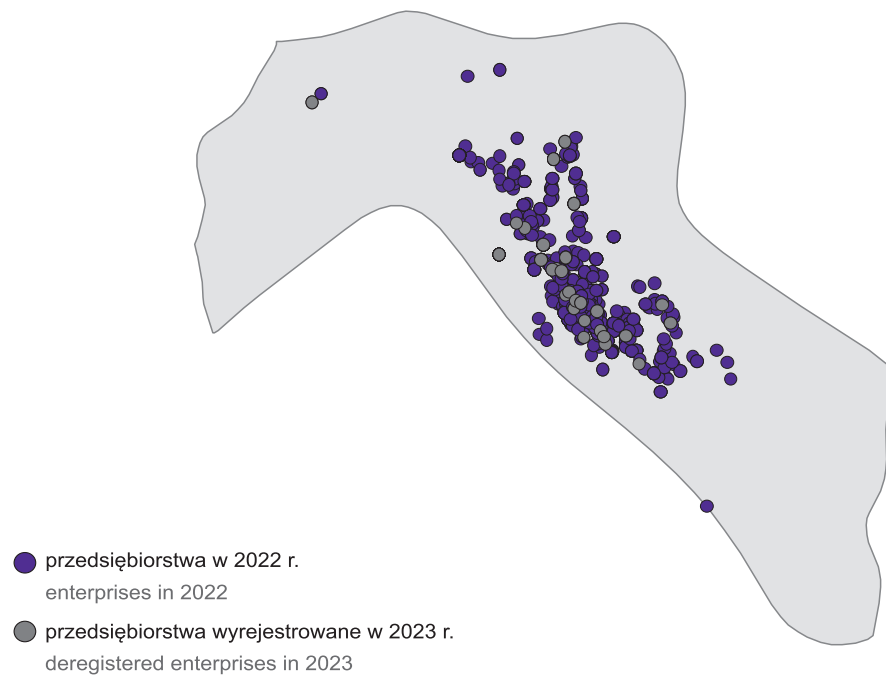 przedsiębiorstwa w 2022 r.
enterprises in 2022
przedsiębiorstwa wyrejestrowane w 2023 r.
deregistered enterprises in 2023